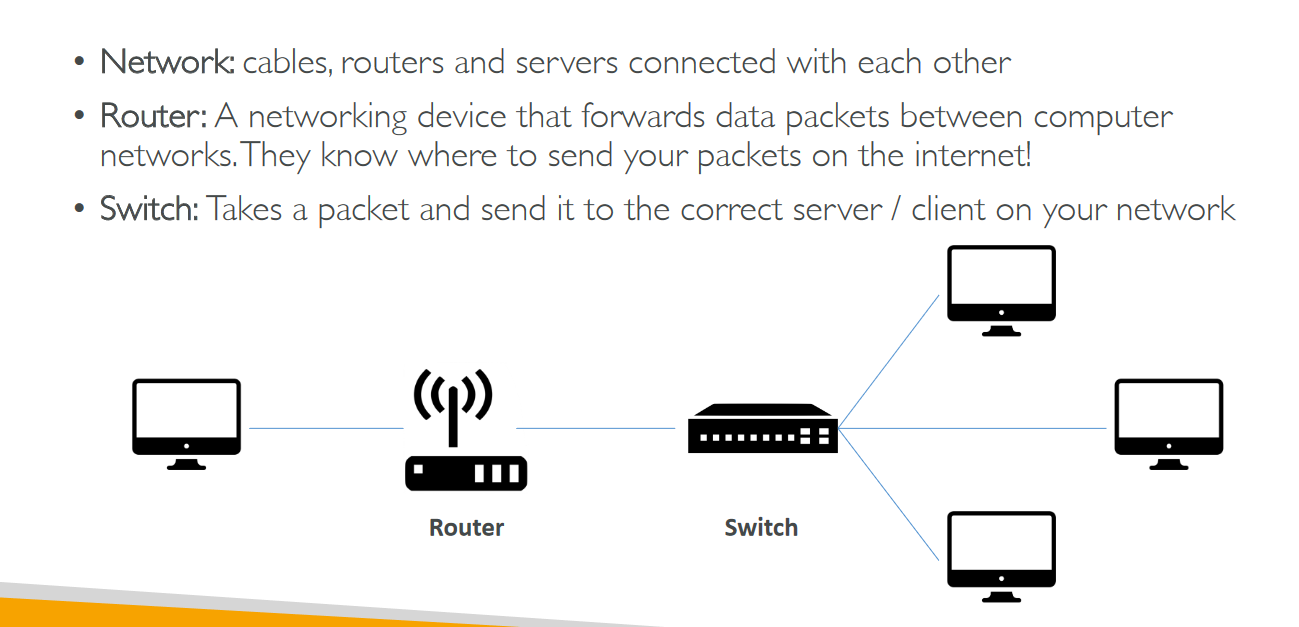 • Network: cables, routers and servers connected with each other
• Router: A networking device that forwards data packets between computer
networks. They know where to send your packets on the internet!
• Switch: Takes a packet and send it to the correct server / client on your network
Router
Switch